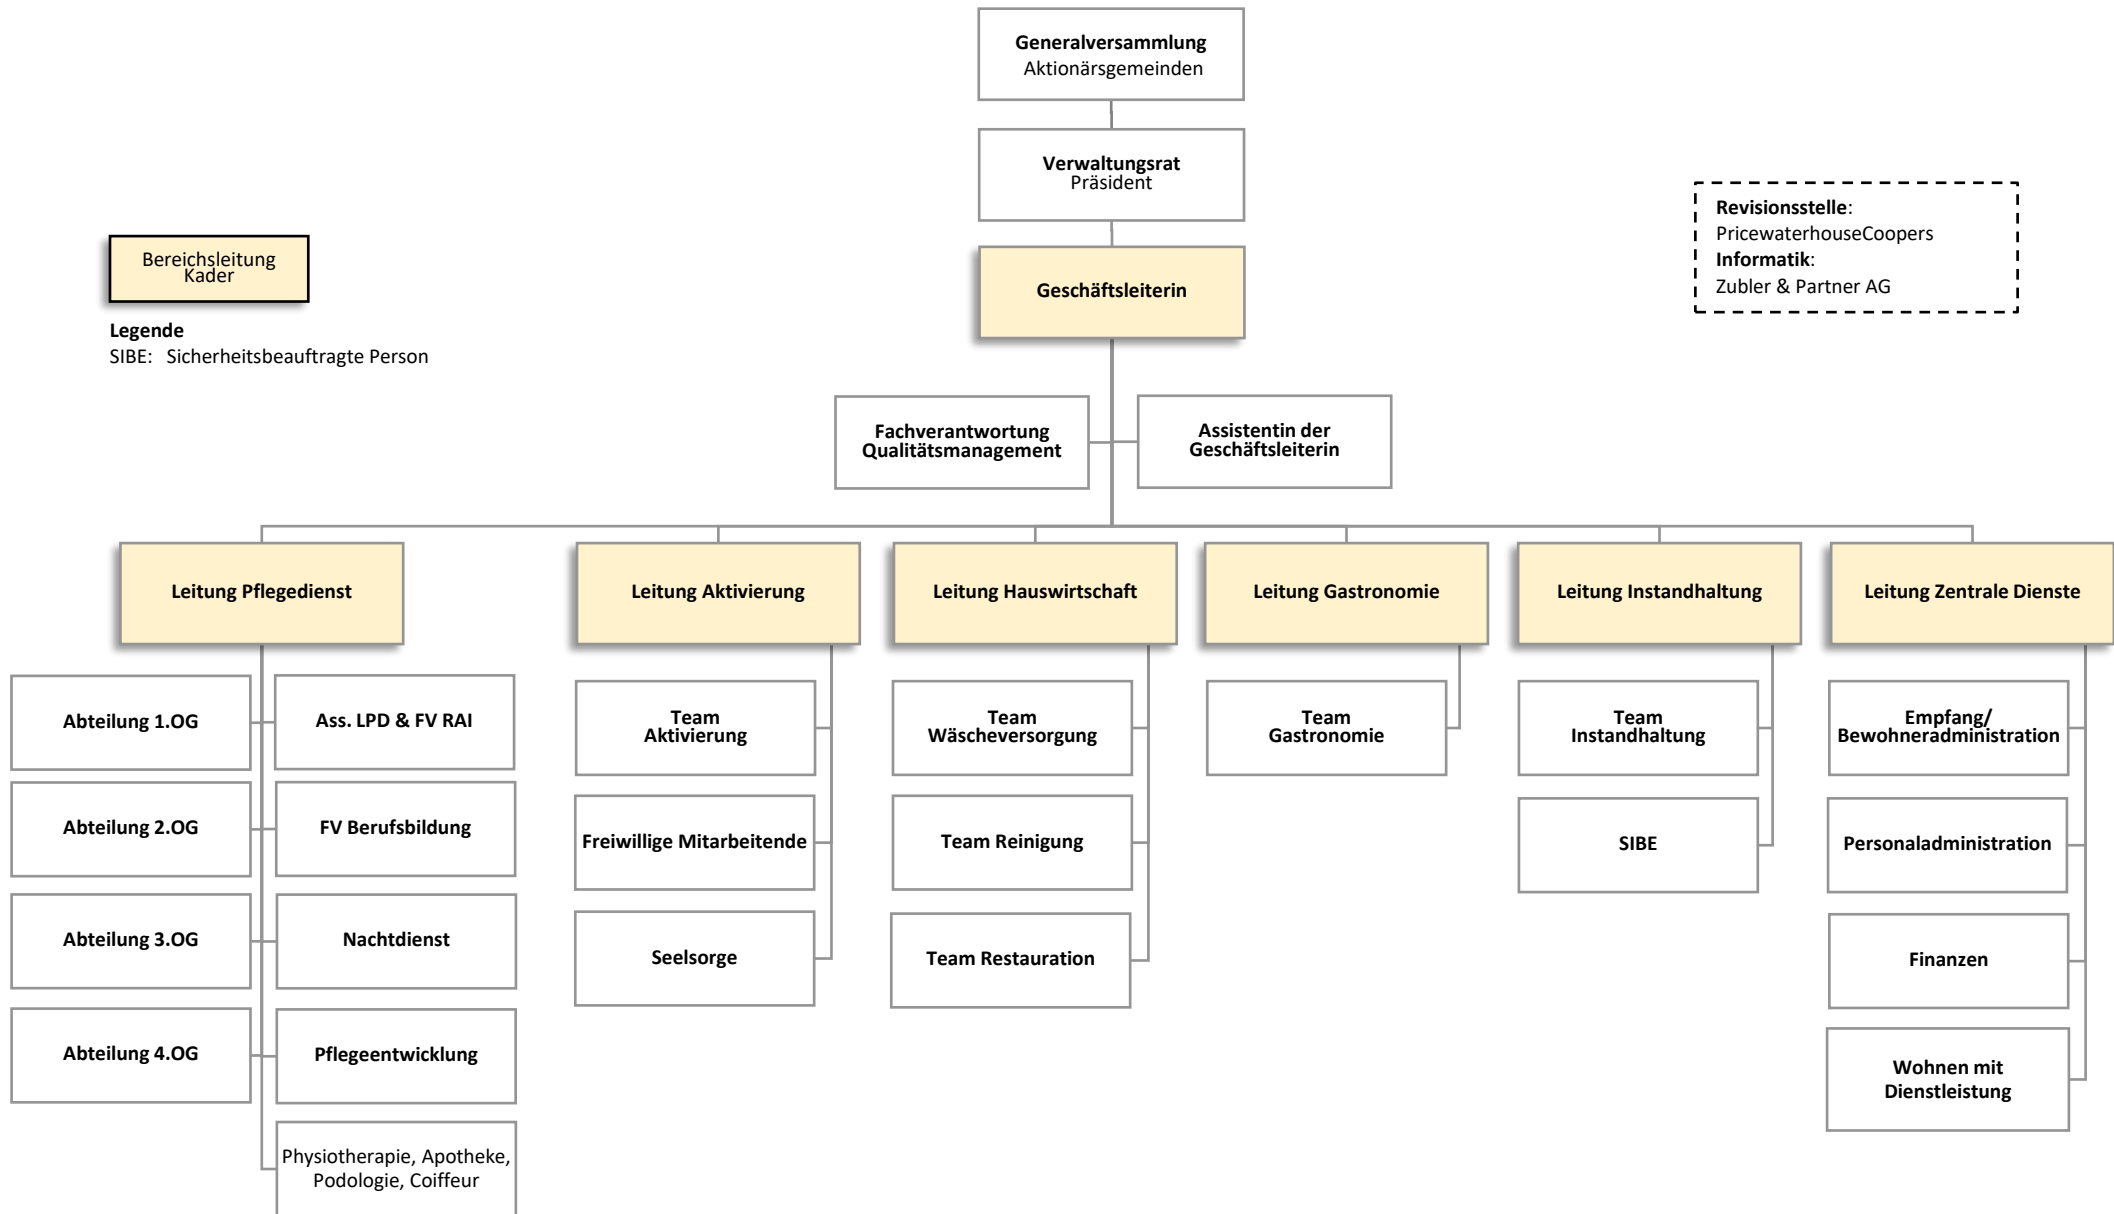 Generalversammlung
Aktionärsgemeinden
Verwaltungsrat
Präsident
Revisionsstelle:
PricewaterhouseCoopers
Informatik:
Zubler & Partner AG
Bereichsleitung
Kader
Legende
SIBE: Sicherheitsbeauftragte Person
Geschäftsleiterin
Fachverantwortung
Qualitätsmanagement
Assistentin der
Geschäftsleiterin
Leitung Pflegedienst
Leitung Aktivierung
Leitung Hauswirtschaft
Leitung Gastronomie
Leitung Instandhaltung
Leitung Zentrale Dienste
Abteilung 1.OG
Ass. LPD & FV RAI
Abteilung 2.OG
FV Berufsbildung
Abteilung 3.OG
Nachtdienst
Abteilung 4.OG
Pflegeentwicklung
Physiotherapie, Apotheke,
Podologie, Coiffeur
Team
Aktivierung
Freiwillige Mitarbeitende
Seelsorge
Team
Wäscheversorgung
Team Reinigung
Team Restauration
Team
Gastronomie
Team
Instandhaltung
SIBE
Empfang/
Bewohneradministration
Personaladministration
Finanzen
Wohnen mit
Dienstleistung